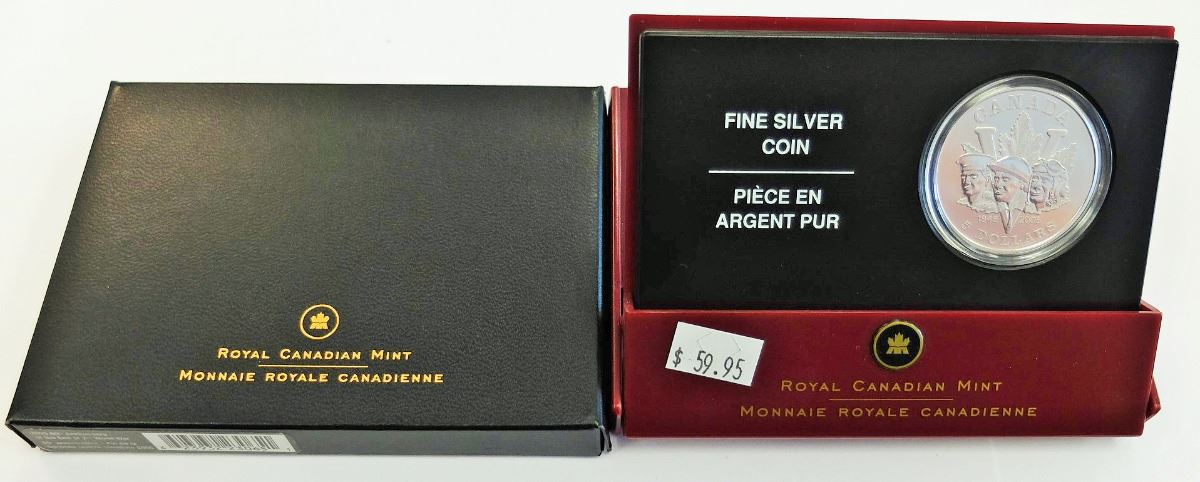 ROYAL CANADIAN MINT
MONNAIE ROYALE CANADIENNE
FINE SILVER
COIN
PIÈCE EN
ARGENT PUR
CANADA
1945 2005
5 DOLLARS
$ 59.95
ROYAL CANADIAN MINT
MONNAIE ROYALE CANADIENNE